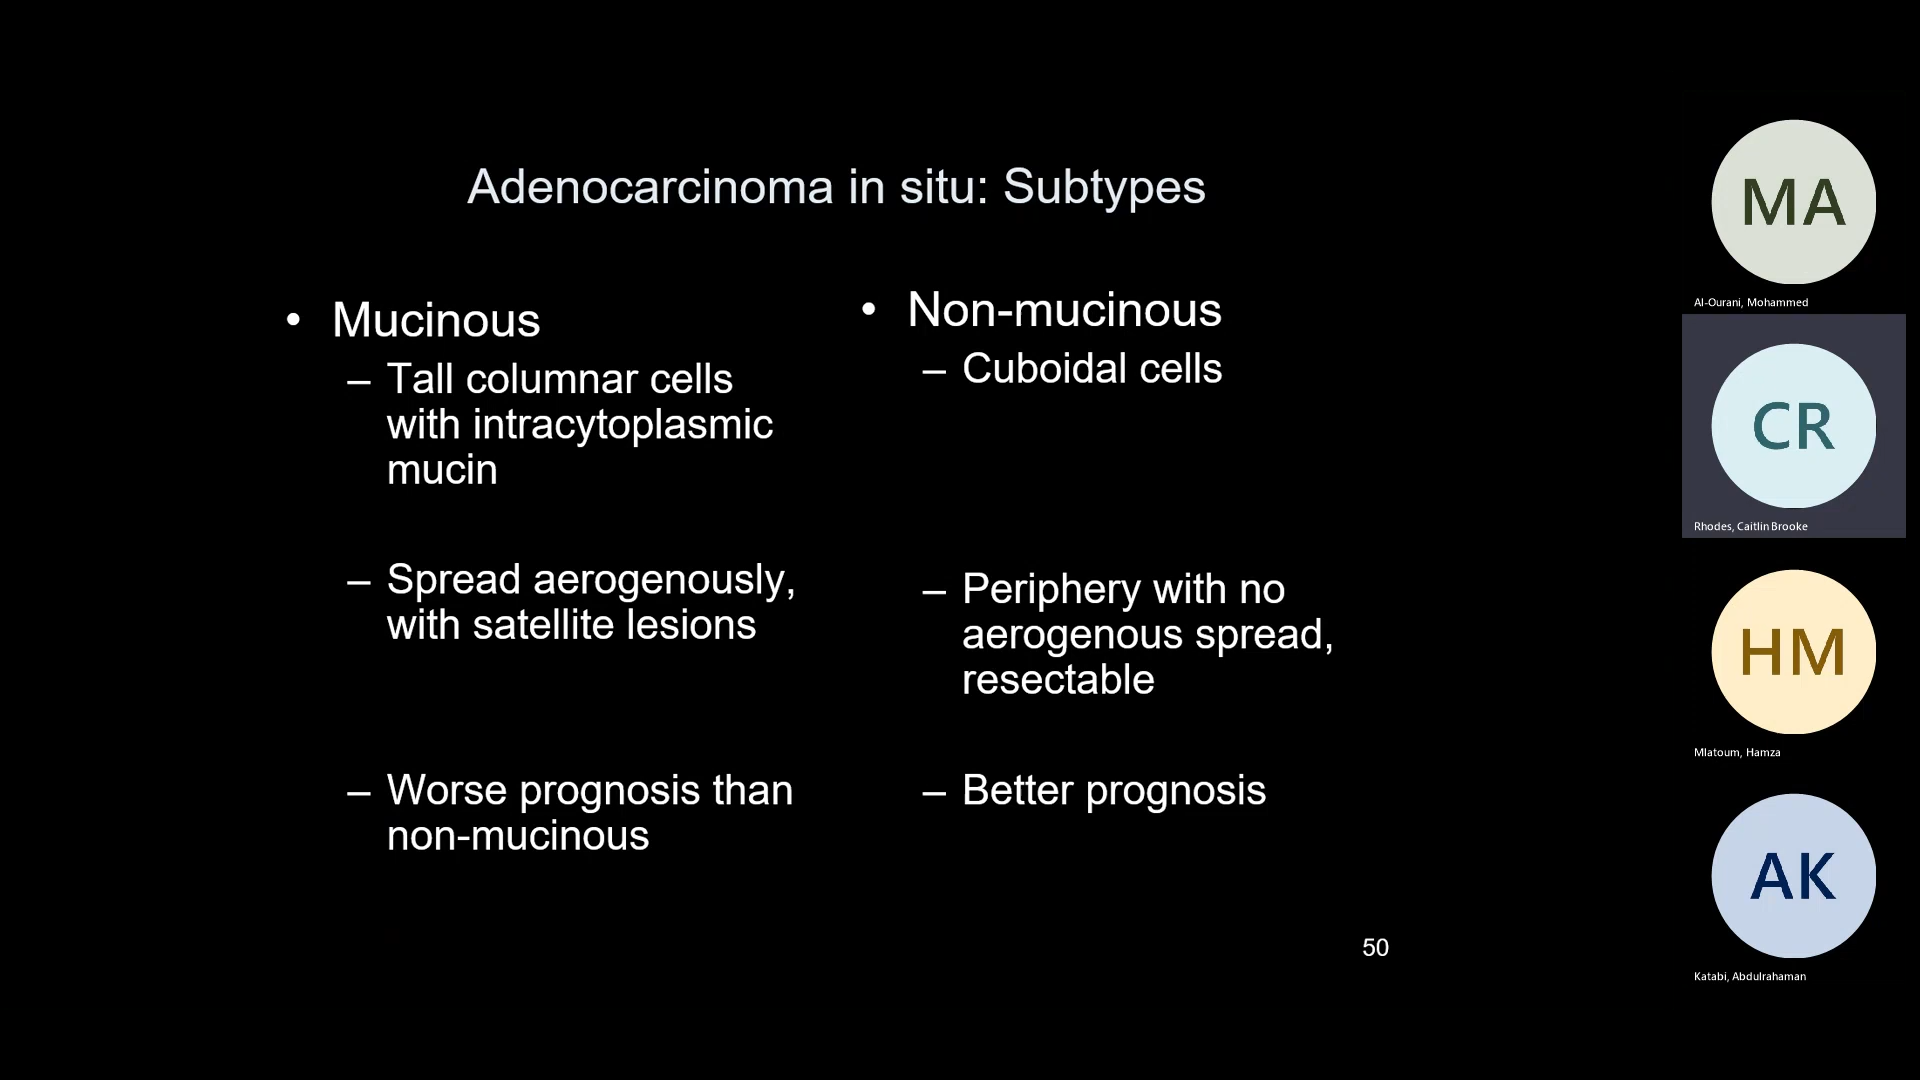 Adenocarcinoma in situ: Subtypes
• Mucinous
– Tall columnar cells
with intracytoplasmic
mucin
– Spread aerogenously,
with satellite lesions
– Worse prognosis than
non-mucinous
• Non-mucinous
– Cuboidal cells
– Periphery with no
aerogenous spread,
resectable
– Better prognosis
50
MA
Al-Ourani, Mohammed
CR
Rhodes, Caitlin Brooke
HM
Mlatoum, Hamza
AK
Katabi, Abdulrahaman